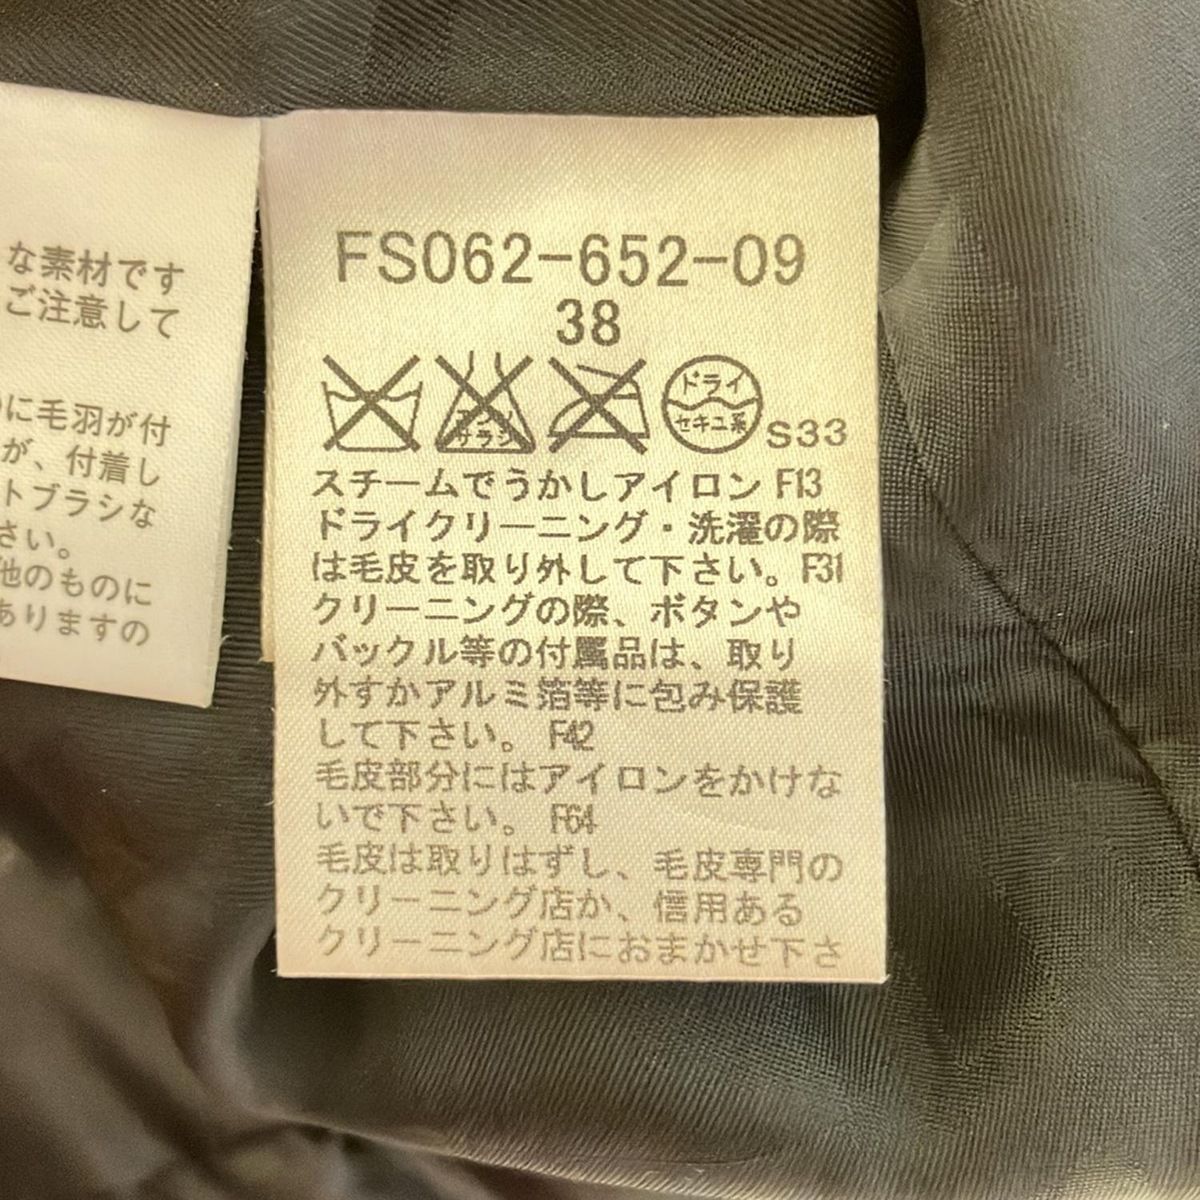 な素材です
ご注意して
に毛羽が付
が、付着し
トブラシな
さい。
他のものに
ありますの
FS062-652-09
38
エンソ
サラシ
ドライ
セキユ系
S33
スチームでうかしアイロン F13
ドライクリーニング・洗濯の際
は毛皮を取り外して下さい。F31
クリーニングの際、ボタンや
バックル等の付属品は、取り
外すかアルミ箔等に包み保護
して下さい。 F42
毛皮部分にはアイロンをかけな
いで下さい。 F64
毛皮は取りはずし、毛皮専門の
クリーニング店か、信用ある
クリーニング店におまかせ下さ